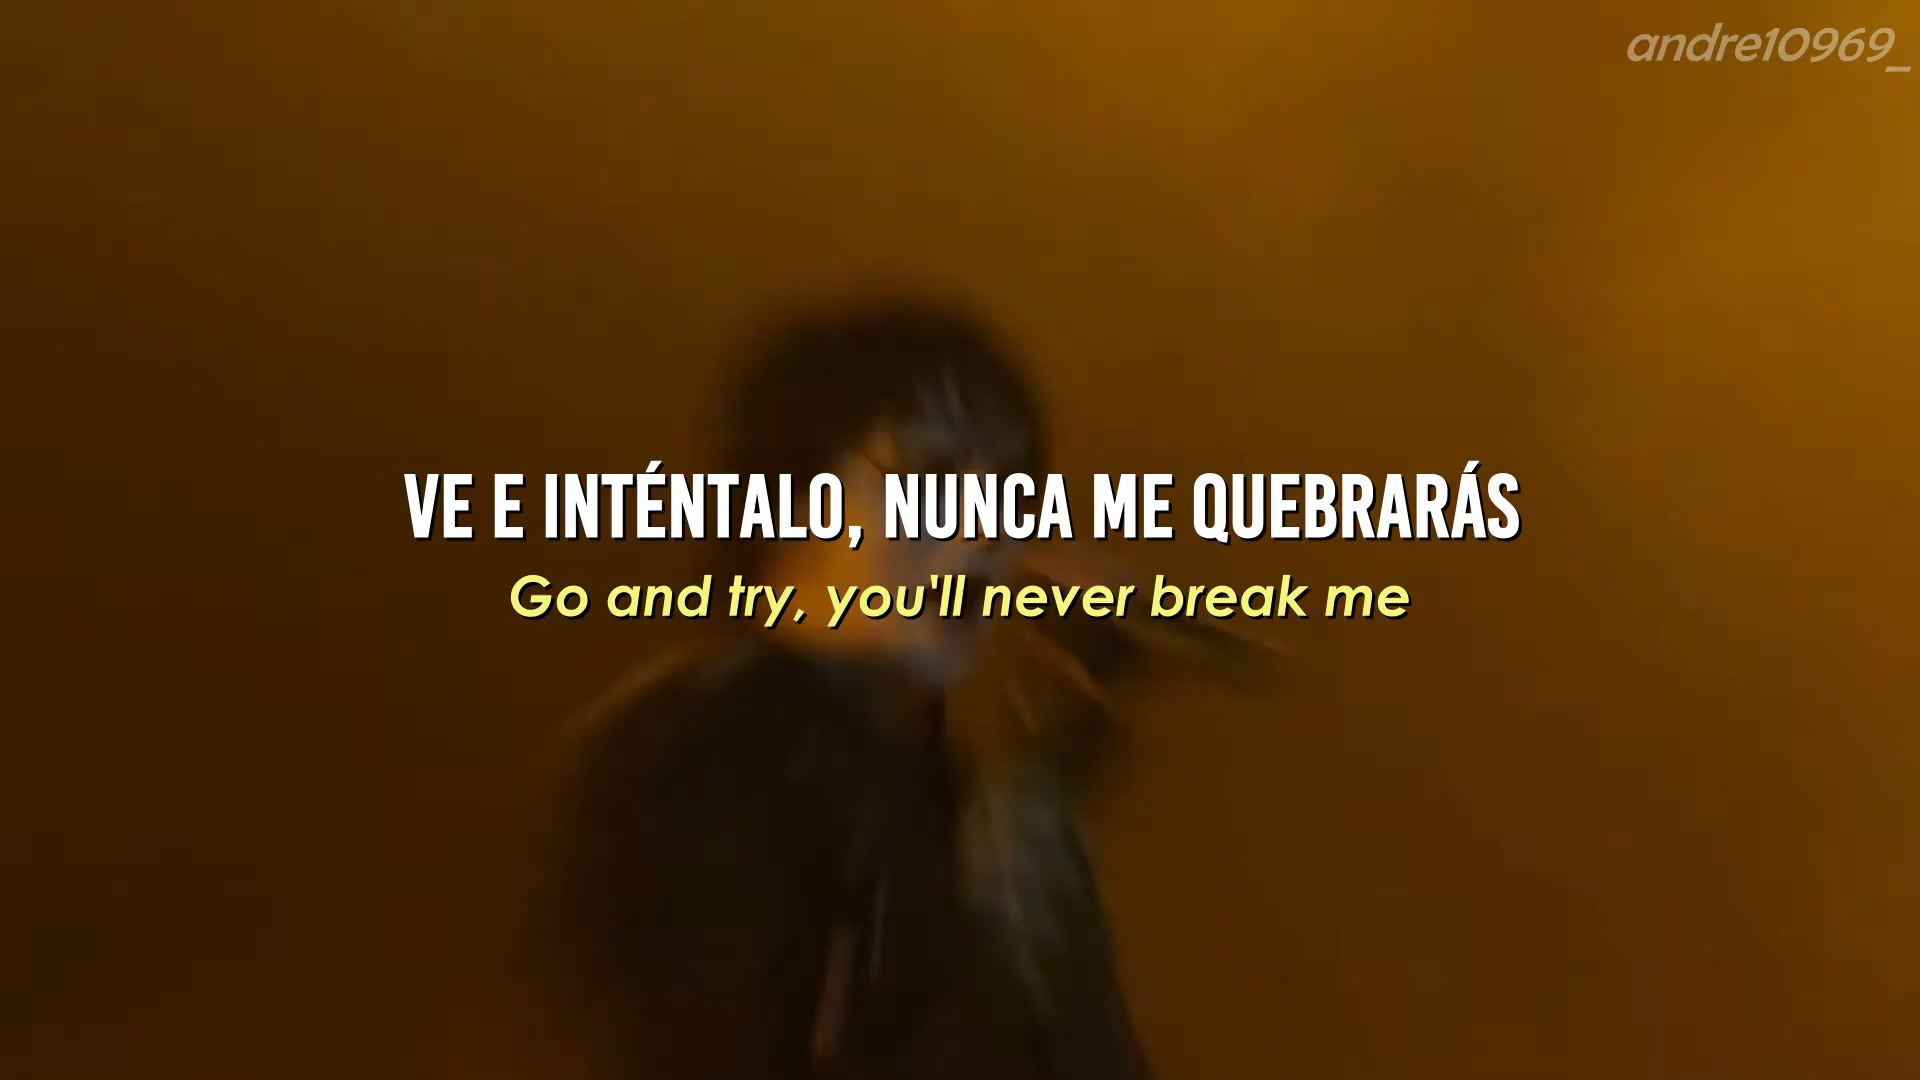 andre10969_
VE E INTÉNTALO, NUNCA ME QUEBRARÁS
Go and try, you'll never break me